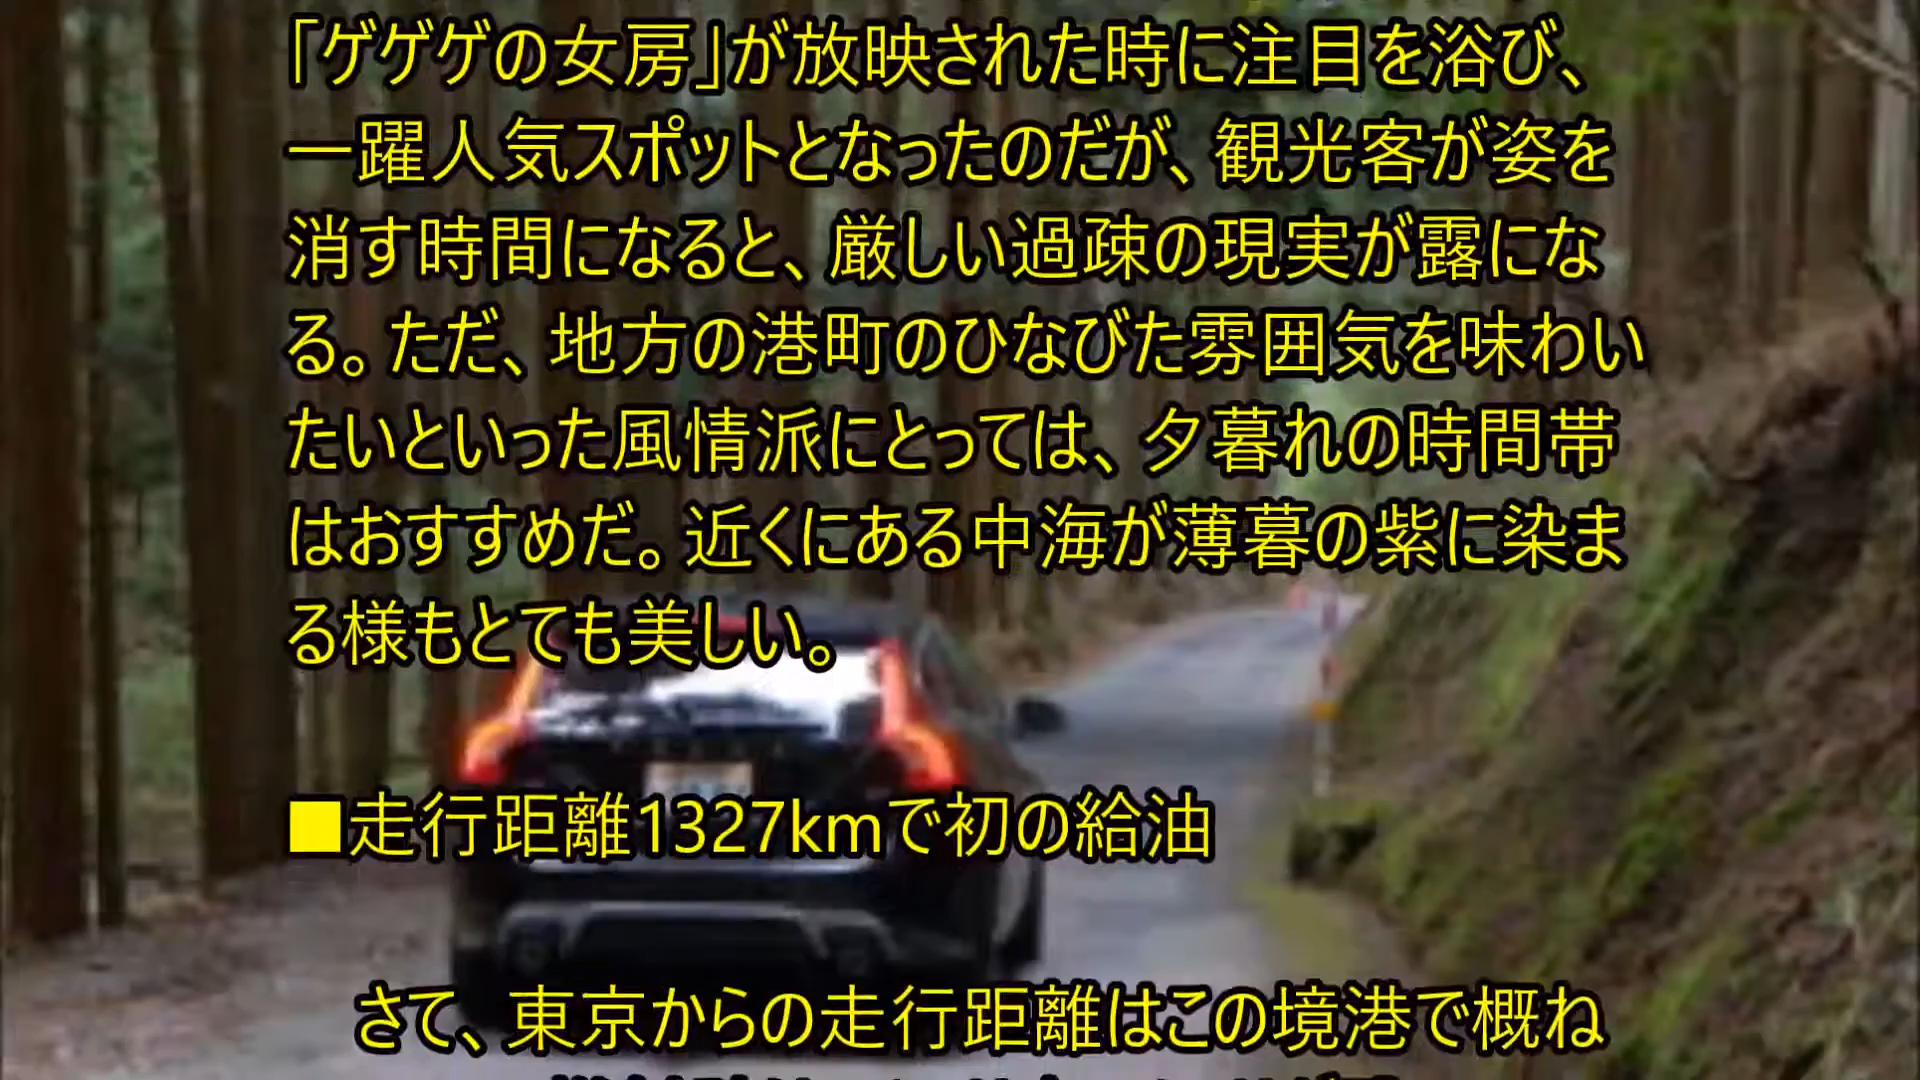 「ゲゲゲの女房」が放映された時に注目を浴び、
一躍人気スポットとなったのだが、観光客が姿を
消す時間になると、厳しい過疎の現実が露にな
る。ただ、地方の港町のひなびた雰囲気を味わい
たいといった風情派にとっては、夕暮れの時間帯
はおすすめだ。近くにある中海が薄暮の紫に染ま
る様もとても美しい。
■走行距離1327kmで初の給油
さて、東京からの走行距離はこの境港で概ね